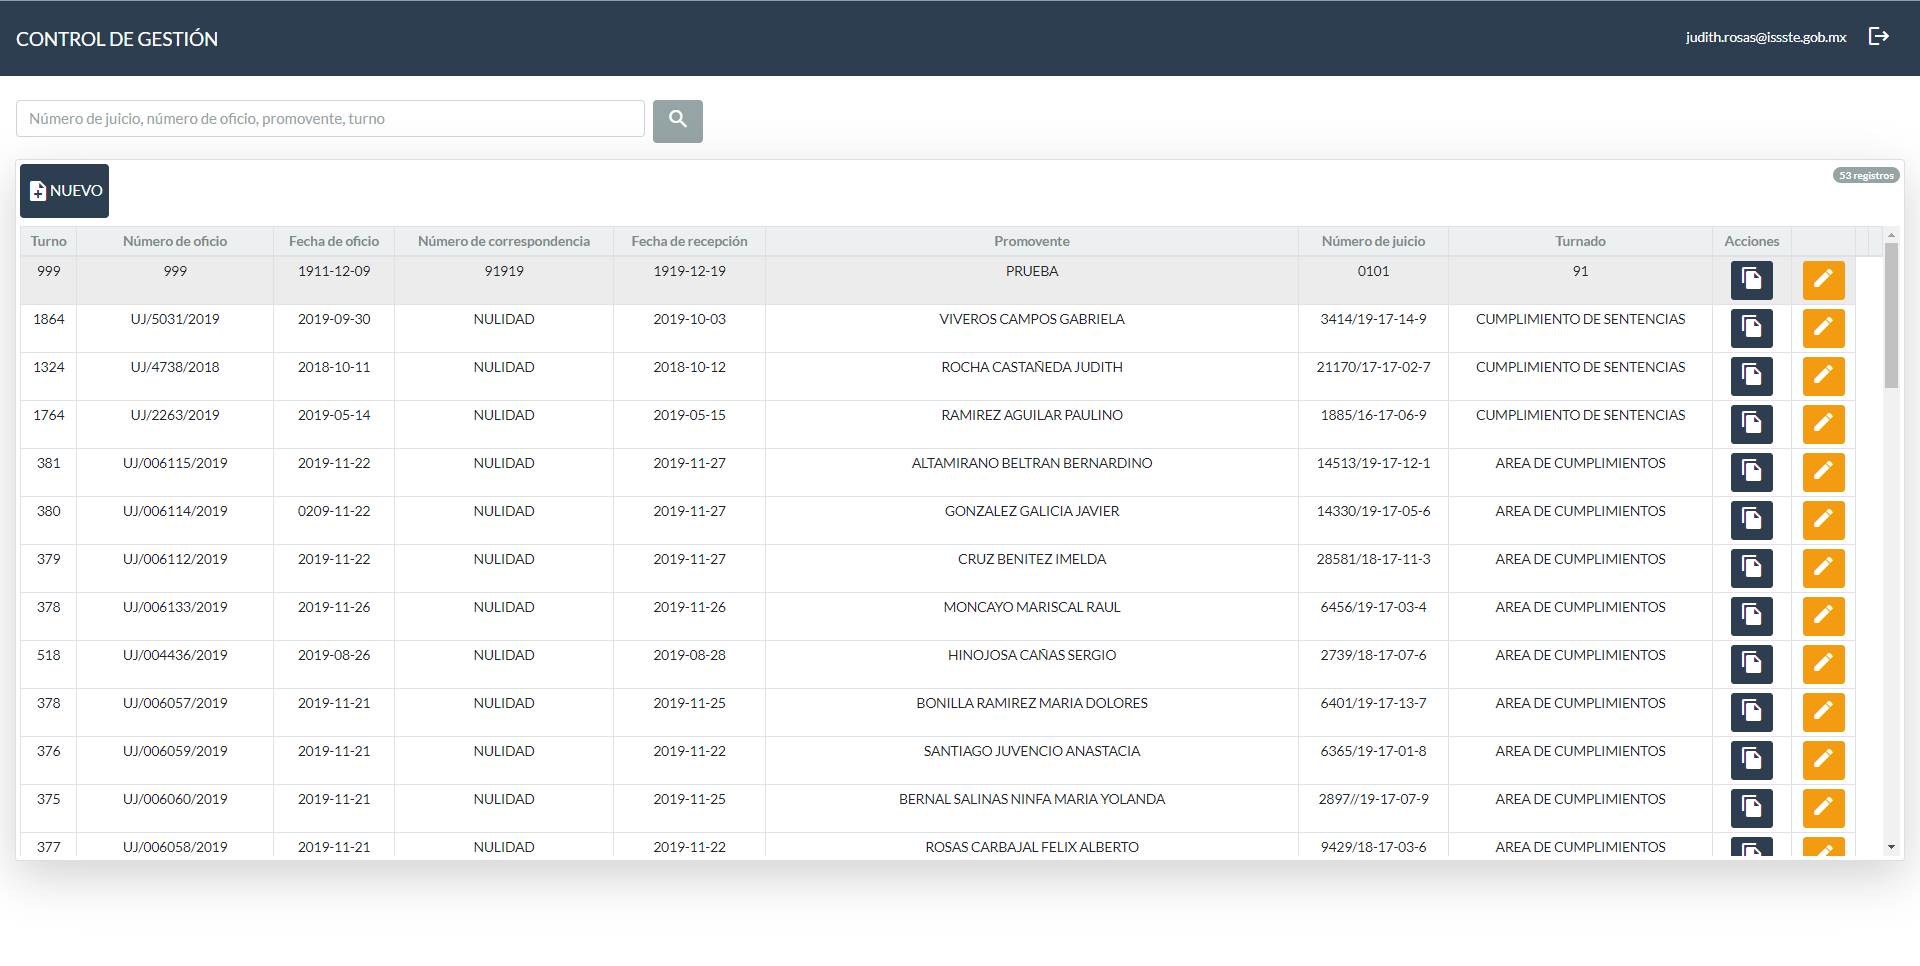 CONTROL DE GESTIÓN judith.rosas@issste.gob.mx
Número de juicio, número de oficio, promovente, turno
NUEVO 53 registros
Turno Número de oficio Fecha de oficio Número de correspondencia Fecha de recepción Promovente Número de juicio Turnado Acciones
999 999 1911-12-09 91919 1919-12-19 PRUEBA 0101 91
1864 UJ/5031/2019 2019-09-30 NULIDAD 2019-10-03 VIVEROS CAMPOS GABRIELA 3414/19-17-14-9 CUMPLIMIENTO DE SENTENCIAS
1324 UJ/4738/2018 2018-10-11 NULIDAD 2018-10-12 ROCHA CASTAÑEDA JUDITH 21170/17-17-02-7 CUMPLIMIENTO DE SENTENCIAS
1764 UJ/2263/2019 2019-05-14 NULIDAD 2019-05-15 RAMIREZ AGUILAR PAULINO 1885/16-17-06-9 CUMPLIMIENTO DE SENTENCIAS
381 UJ/006115/2019 2019-11-22 NULIDAD 2019-11-27 ALTAMIRANO BELTRAN BERNARDINO 14513/19-17-12-1 AREA DE CUMPLIMIENTOS
380 UJ/006114/2019 0209-11-22 NULIDAD 2019-11-27 GONZALEZ GALICIA JAVIER 14330/19-17-05-6 AREA DE CUMPLIMIENTOS
379 UJ/006112/2019 2019-11-22 NULIDAD 2019-11-27 CRUZ BENITEZ IMELDA 28581/18-17-11-3 AREA DE CUMPLIMIENTOS
378 UJ/006133/2019 2019-11-26 NULIDAD 2019-11-26 MONCAYO MARISCAL RAUL 6456/19-17-03-4 AREA DE CUMPLIMIENTOS
518 UJ/004436/2019 2019-08-26 NULIDAD 2019-08-28 HINOJOSA CAÑAS SERGIO 2739/18-17-07-6 AREA DE CUMPLIMIENTOS
378 UJ/006057/2019 2019-11-21 NULIDAD 2019-11-25 BONILLA RAMIREZ MARIA DOLORES 6401/19-17-13-7 AREA DE CUMPLIMIENTOS
376 UJ/006059/2019 2019-11-21 NULIDAD 2019-11-22 SANTIAGO JUVENCIO ANASTACIA 6365/19-17-01-8 AREA DE CUMPLIMIENTOS
375 UJ/006060/2019 2019-11-21 NULIDAD 2019-11-25 BERNAL SALINAS NINFA MARIA YOLANDA 2897//19-17-07-9 AREA DE CUMPLIMIENTOS
377 UJ/006058/2019 2019-11-21 NULIDAD 2019-11-22 ROSAS CARBAJAL FELIX ALBERTO 9429/18-17-03-6 AREA DE CUMPLIMIENTOS